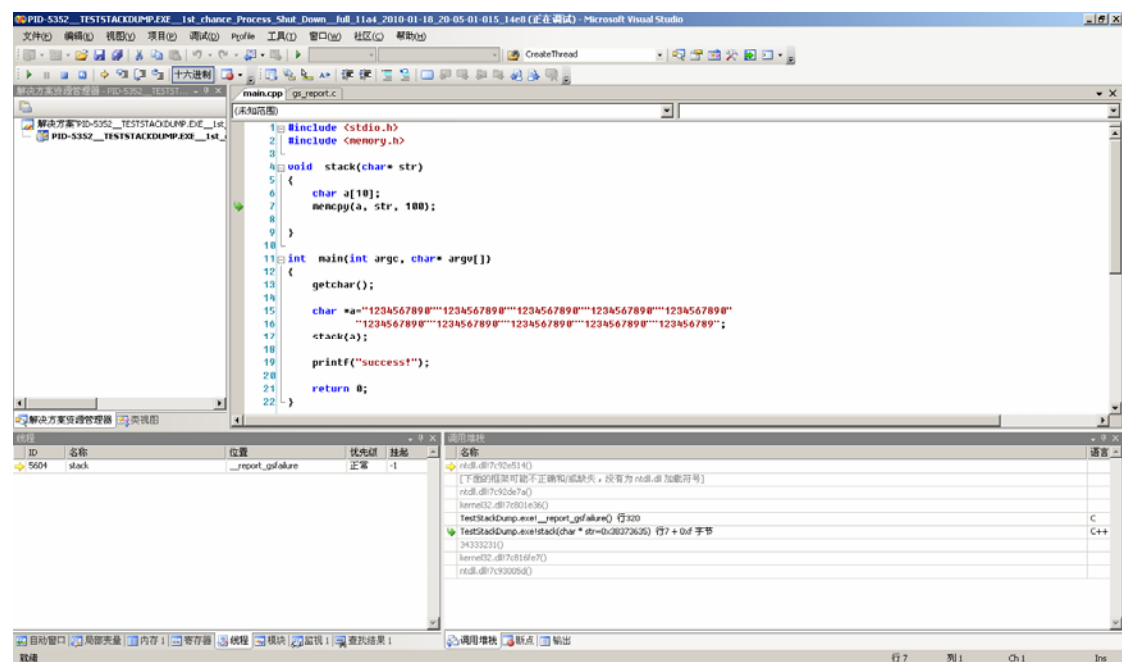 PID-5352__TESTSTACKDUMP.EXE__1st_chance_Process_Shut_Down__full_11a4_2010-01-18_20-05-01-015_14e8 (正在调试) - Microsoft Visual Studio
文件(F) 编辑(E) 视图(V) 项目(P) 调试(D) Profile 工具(T) 窗口(W) 社区(C) 帮助(H)
CreateThread
十六进制
解决方案资源管理器 - PID-5352__TESTST...
main.cpp gs_report.c
(未知范围)
解决方案"PID-5352__TESTSTACKDUMP.EXE__1st_
PID-5352__TESTSTACKDUMP.EXE__1st_
1 #include <stdio.h>
2 #include <memory.h>
3
4 void stack(char* str)
5 {
6 char a[10];
7 memcpy(a, str, 100);
8
9 }
10
11 int main(int argc, char* argv[])
12 {
13 getchar();
14
15 char *a="1234567890""1234567890""1234567890""1234567890""1234567890"
16 "1234567890""1234567890""1234567890""1234567890""123456789";
17 stack(a);
18
19 printf("success!");
20
21 return 0;
22 }
解决方案资源管理器 类视图
线程
ID 名称 位置 优先级 挂起
5604 stack __report_gsfailure 正常 -1
调用堆栈
名称 语言
ntdll.dll!7c92e514()
[下面的框架可能不正确和/或缺失，没有为 ntdll.dll 加载符号]
ntdll.dll!7c92de7a()
kernel32.dll!7c801e36()
TestStackDump.exe!__report_gsfailure() 行320 C
TestStackDump.exe!stack(char * str=0x38373635) 行7 + 0xf 字节 C++
34333231()
kernel32.dll!7c816fe7()
ntdll.dll!7c93005d()
自动窗口 局部变量 内存 1 寄存器 线程 模块 监视 1 查找结果 1
调用堆栈 断点 输出
就绪 行 7 列 1 Ch 1 Ins